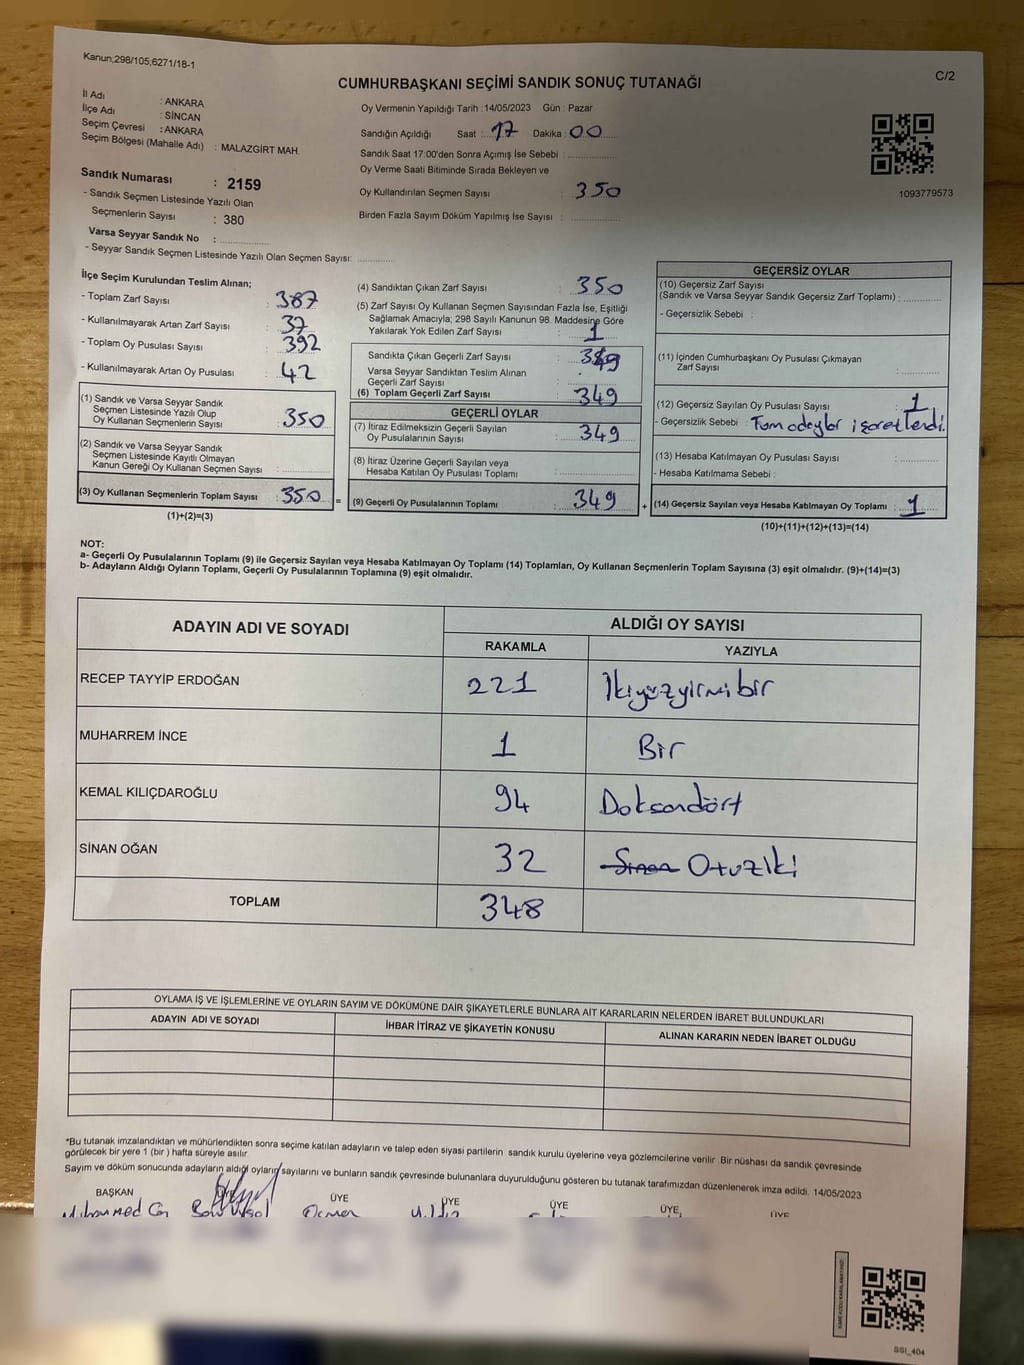 Kanun;298/105;6271/18-1
C/2
CUMHURBAŞKANI SEÇİMİ SANDIK SONUÇ TUTANAĞI
İl Adı : ANKARA
İlçe Adı : SİNCAN
Seçim Çevresi : ANKARA
Seçim Bölgesi (Mahalle Adı) : MALAZGİRT MAH.
Sandık Numarası : 2159
- Sandık Seçmen Listesinde Yazılı Olan
Seçmenlerin Sayısı : 380
Varsa Seyyar Sandık No :
- Seyyar Sandık Seçmen Listesinde Yazılı Olan Seçmen Sayısı:
Oy Vermenin Yapıldığı Tarih : 14/05/2023 Gün : Pazar
Sandığın Açıldığı Saat : 17 Dakika : 00
Sandık Saat 17:00'den Sonra Açımış İse Sebebi :
Oy Verme Saati Bitiminde Sırada Bekleyen ve
Oy Kullandırılan Seçmen Sayısı : 350
Birden Fazla Sayım Döküm Yapılmış İse Sayısı :
1093779573
İlçe Seçim Kurulundan Teslim Alınan;
- Toplam Zarf Sayısı : 387
- Kullanılmayarak Artan Zarf Sayısı : 37
- Toplom Oy Pusulası Sayısı : 392
- Kullanılmayarak Artan Oy Pusulası : 42
(1) Sandık ve Varsa Seyyar Sandık
Seçmen Listesinde Yazılı Olup
Oy Kullanan Seçmenlerin Sayısı : 350
(2) Sandık ve Varsa Seyyar Sandık
Seçmen Listesinde Kayıtlı Olmayan
Kanun Gereği Oy Kullanan Seçmen Sayısı :
(3) Oy Kullanan Seçmenlerin Toplam Sayısı : 350 =
(1)+(2)=(3)
(4) Sandıktan Çıkan Zarf Sayısı : 350
(5) Zarf Sayısı Oy Kullanan Seçmen Sayısından Fazla İse, Eşitliği
Sağlamak Amacıyla; 298 Sayılı Kanunun 98. Maddesine Göre
Yakılarak Yok Edilen Zarf Sayısı : 1
Sandıkta Çıkan Geçerli Zarf Sayısı : 349
Varsa Seyyar Sandıktan Teslim Alınan
Geçerli Zarf Sayısı :
(6) Toplam Geçerli Zarf Sayısı : 349
GEÇERLİ OYLAR
(7) İtiraz Edilmeksizin Geçerli Sayılan
Oy Pusulalarının Sayısı : 349
(8) İtiraz Üzerine Geçerli Sayılan veya
Hesaba Katılan Oy Pusulası Toplamı :
(9) Geçerli Oy Pusulalarının Toplamı : 349 +
GEÇERSİZ OYLAR
(10) Geçersiz Zarf Sayısı
(Sandık ve Varsa Seyyar Sandık Geçersiz Zarf Toplamı) :
- Geçersizlik Sebebi :
(11) İçinden Cumhurbaşkanı Oy Pusulası Çıkmayan
Zarf Sayısı :
(12) Geçersiz Sayılan Oy Pusulası Sayısı : 1
- Geçersizlik Sebebi : Tüm adaylar işaretlendi.
(13) Hesaba Katılmayan Oy Pusulası Sayısı :
- Hesaba Katılmama Sebebi :
(14) Geçersiz Sayılan veya Hesaba Katılmayan Oy Toplamı : 1
(10)+(11)+(12)+(13)=(14)
NOT:
a- Geçerli Oy Pusulalarının Toplamı (9) ile Geçersiz Sayılan veya Hesaba Katılmayan Oy Toplamı (14) Toplamları, Oy Kullanan Seçmenlerin Toplam Sayısına (3) eşit olmalıdır. (9)+(14)=(3)
b- Adayların Aldığı Oyların Toplamı, Geçerli Oy Pusulalarının Toplamına (9) eşit olmalıdır.
ADAYIN ADI VE SOYADI ALDIĞI OY SAYISI
RAKAMLA YAZIYLA
RECEP TAYYİP ERDOĞAN 221 İkiyüzyirmibir
MUHARREM İNCE 1 Bir
KEMAL KILIÇDAROĞLU 94 Doksandört
SİNAN OĞAN 32 Sinan Otuziki
TOPLAM 348
OYLAMA İŞ VE İŞLEMLERİNE VE OYLARIN SAYIM VE DÖKÜMÜNE DAİR ŞİKAYETLERLE BUNLARA AİT KARARLARIN NELERDEN İBARET BULUNDUKLARI
ADAYIN ADI VE SOYADI İHBAR İTİRAZ VE ŞİKAYETİN KONUSU ALINAN KARARIN NEDEN İBARET OLDUĞU
*Bu tutanak imzalandıktan ve mühürlendikten sonra seçime katılan adayların ve talep eden siyasi partilerin sandık kurulu üyelerine veya gözlemcilerine verilir. Bir nüshası da sandık çevresinde
görülecek bir yere 1 (bir ) hafta süreyle asılır.
Sayım ve döküm sonucunda adayların aldığı oyların sayılarını ve bunların sandık çevresinde bulunanlara duyurulduğunu gösteren bu tutanak tarafımızdan düzenlenerek imza edildi. 14/05/2023
BAŞKAN ÜYE ÜYE ÜYE ÜYE ÜYE ÜYE
SSI_404